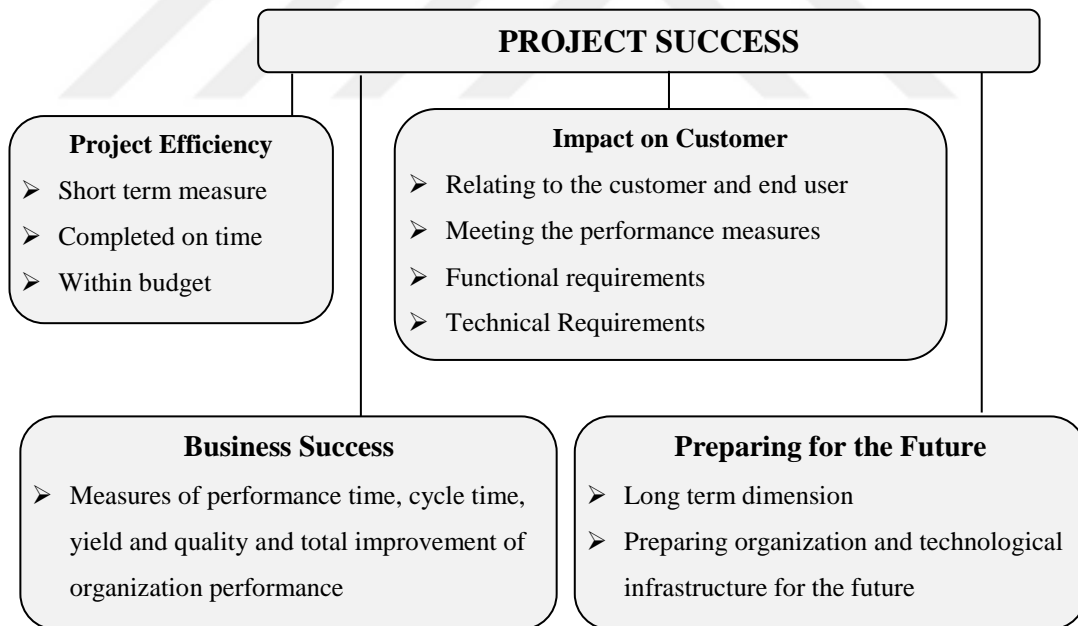 PROJECT SUCCESS
Project Efficiency
➢ Short term measure
➢ Completed on time
➢ Within budget
Impact on Customer
➢ Relating to the customer and end user
➢ Meeting the performance measures
➢ Functional requirements
➢ Technical Requirements
Business Success
➢ Measures of performance time, cycle time,
yield and quality and total improvement of
organization performance
Preparing for the Future
➢ Long term dimension
➢ Preparing organization and technological
infrastructure for the future